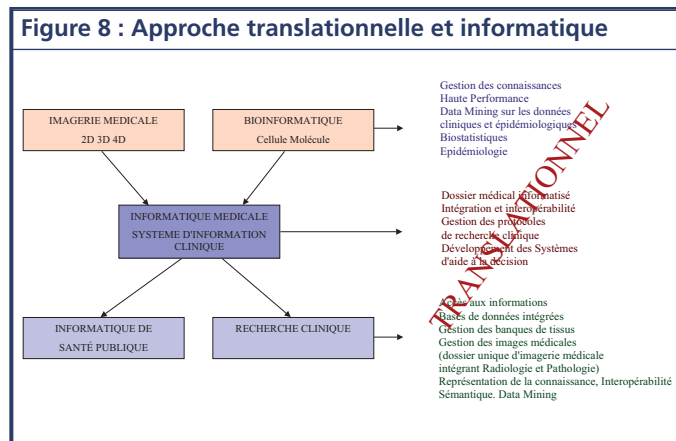 Figure 8 : Approche translationnelle et informatique
IMAGERIE MEDICALE
2D 3D 4D
BIOINFORMATIQUE
Cellule Molécule
Gestion des connaissances
Haute Performance
Data Mining sur les données
cliniques et épidémiologiques
Biostatistiques
Epidémiologie
INFORMATIQUE MEDICALE
SYSTEME D'INFORMATION
CLINIQUE
Dossier médical informatisé
Intégration et interopérabilité
Gestion des protocoles
de recherche clinique
Développement des Systèmes
d'aide à la décision
TRANSLATIONNEL
INFORMATIQUE DE
SANTÉ PUBLIQUE
RECHERCHE CLINIQUE
Accès aux informations
Bases de données intégrées
Gestion des banques de tissus
Gestion des images médicales
(dossier unique d'imagerie médicale
intégrant Radiologie et Pathologie)
Représentation de la connaissance, Interopérabilité
Sémantique. Data Mining